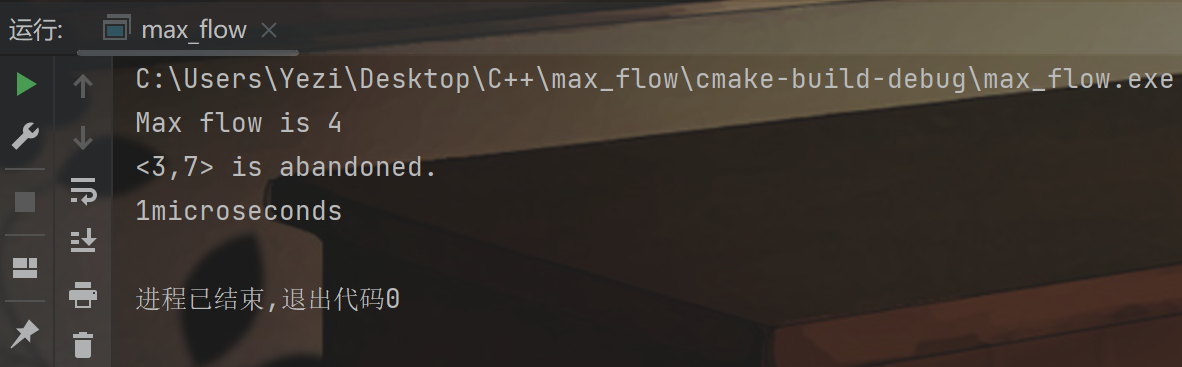 运行: max_flow
C:\Users\Yezi\Desktop\C++\max_flow\cmake-build-debug\max_flow.exe
Max flow is 4
<3,7> is abandoned.
1microseconds
进程已结束,退出代码0